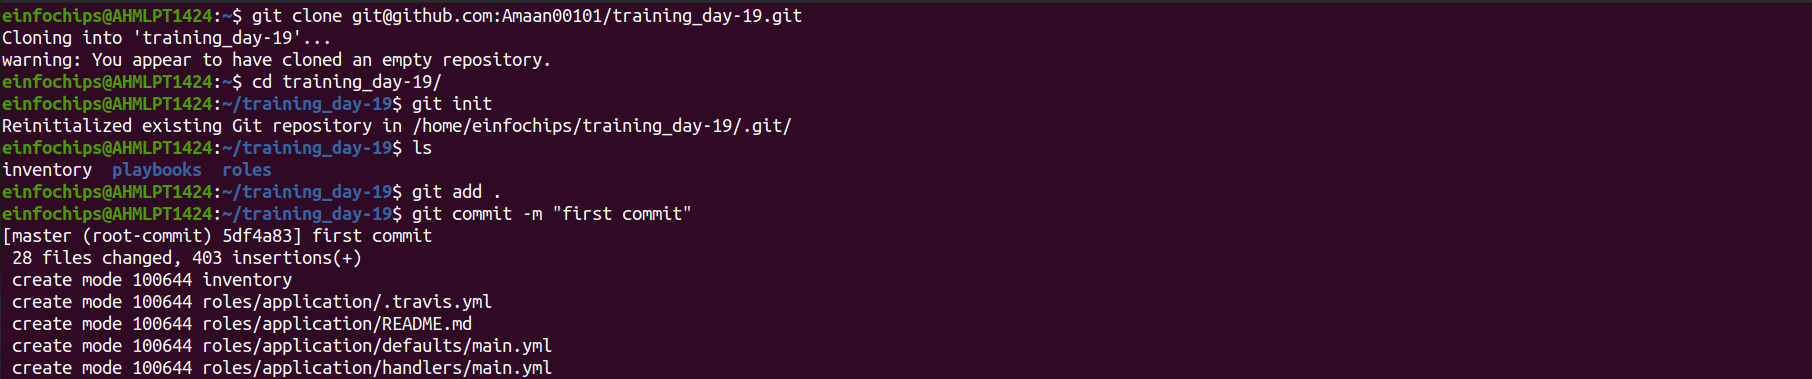 einfochips@AHMLPT1424:~$ git clone git@github.com:Amaan00101/training_day-19.git
Cloning into 'training_day-19'...
warning: You appear to have cloned an empty repository.
einfochips@AHMLPT1424:~$ cd training_day-19/
einfochips@AHMLPT1424:~/training_day-19$ git init
Reinitialized existing Git repository in /home/einfochips/training_day-19/.git/
einfochips@AHMLPT1424:~/training_day-19$ ls
inventory  playbooks  roles
einfochips@AHMLPT1424:~/training_day-19$ git add .
einfochips@AHMLPT1424:~/training_day-19$ git commit -m "first commit"
[master (root-commit) 5df4a83] first commit
 28 files changed, 403 insertions(+)
 create mode 100644 inventory
 create mode 100644 roles/application/.travis.yml
 create mode 100644 roles/application/README.md
 create mode 100644 roles/application/defaults/main.yml
 create mode 100644 roles/application/handlers/main.yml